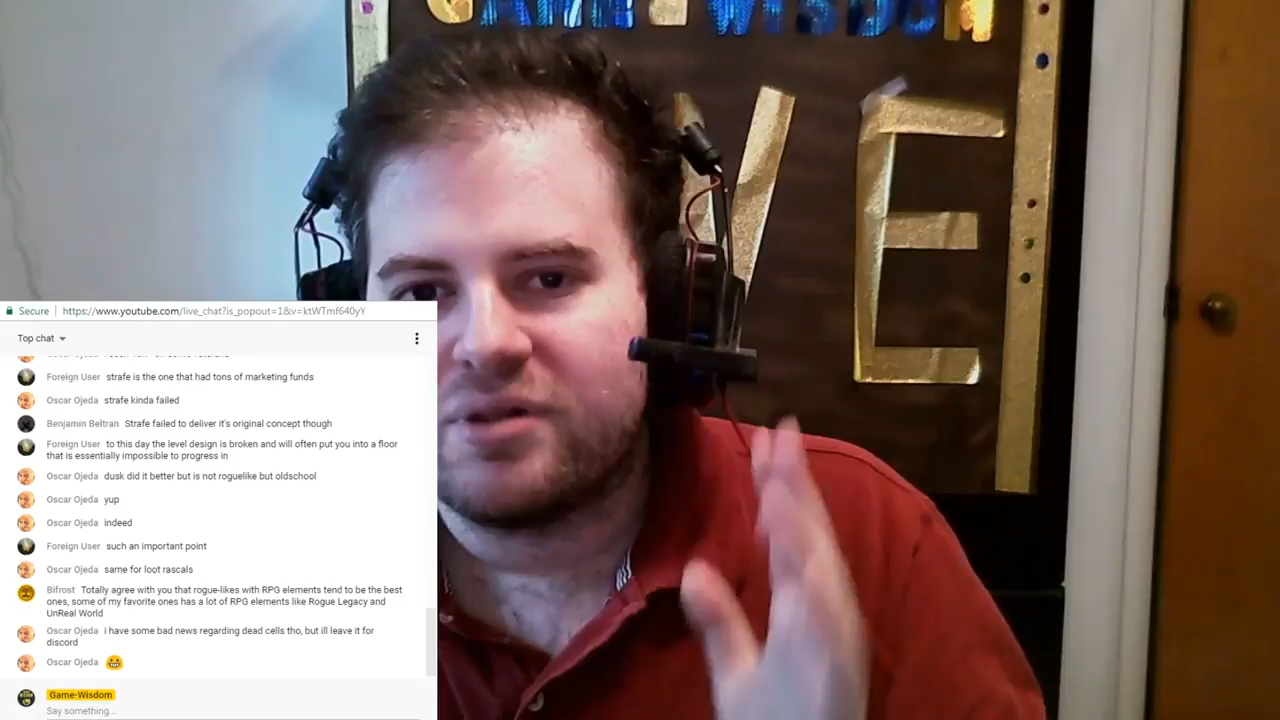 GAME WISDOM
VE
Secure https://www.youtube.com/live_chat?is_popout=1&v=ktWTmf640yY
Top chat
Oscar Ojeda
Foreign User strafe is the one that had tons of marketing funds
Oscar Ojeda strafe kinda failed
Benjamin Beltran Strafe failed to deliver it's original concept though
Foreign User to this day the level design is broken and will often put you into a floor
that is essentially impossible to progress in
Oscar Ojeda dusk did it better but is not roguelike but oldschool
Oscar Ojeda yup
Oscar Ojeda indeed
Foreign User such an important point
Oscar Ojeda same for loot rascals
Bifrost Totally agree with you that rogue-likes with RPG elements tend to be the best
ones, some of my favorite ones has a lot of RPG elements like Rogue Legacy and
UnReal World
Oscar Ojeda i have some bad news regarding dead cells tho, but ill leave it for
discord
Oscar Ojeda 😀
Game-Wisdom
Say something...